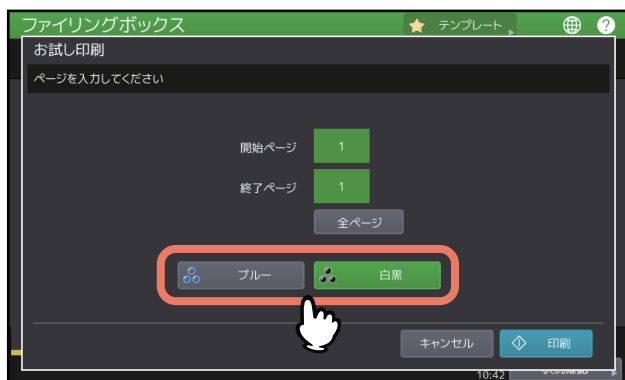 ファイリングボックス
テンプレート
?
お試し印刷
ページを入力してください
開始ページ 1
終了ページ 1
全ページ
ブルー 白黒
キャンセル 印刷
10:42